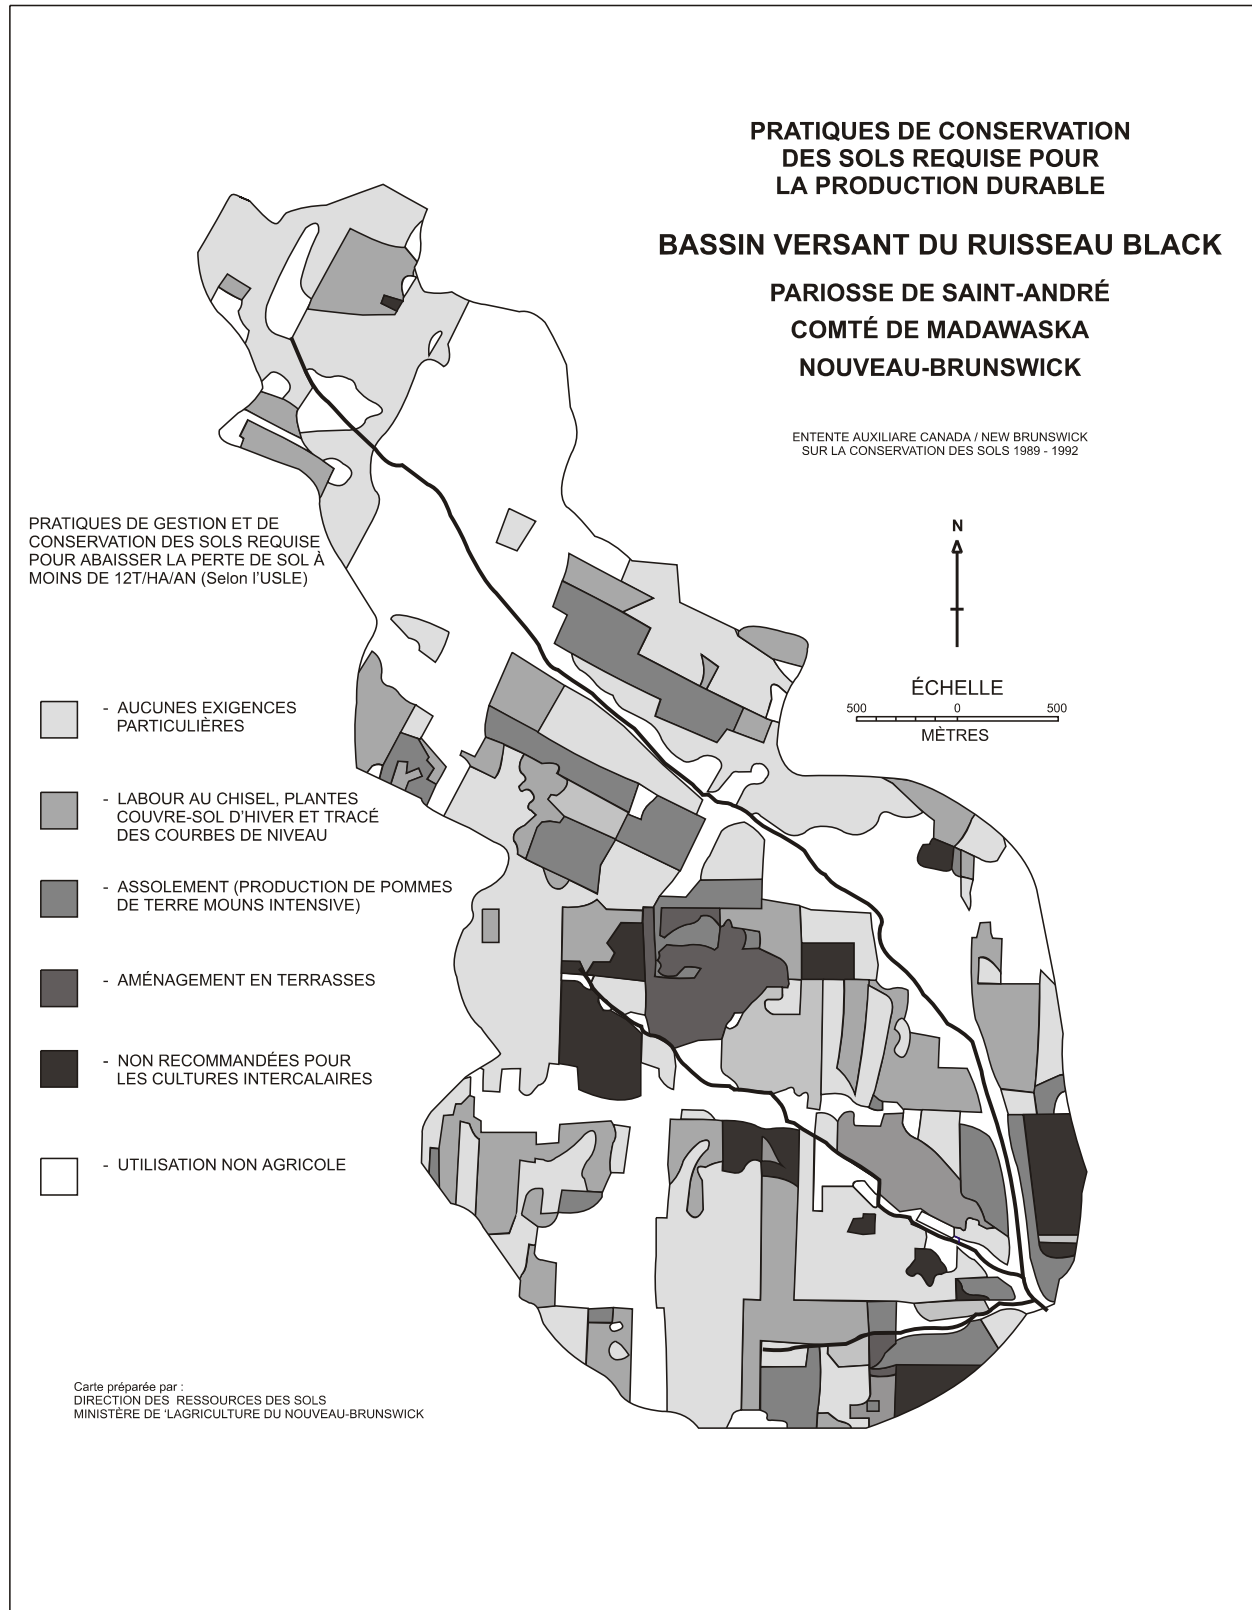 PRATIQUES DE CONSERVATION
DES SOLS REQUISE POUR
LA PRODUCTION DURABLE
BASSIN VERSANT DU RUISSEAU BLACK
PARIOSSE DE SAINT-ANDRÉ
COMTÉ DE MADAWASKA
NOUVEAU-BRUNSWICK
ENTENTE AUXILIARE CANADA / NEW BRUNSWICK
SUR LA CONSERVATION DES SOLS 1989 - 1992
PRATIQUES DE GESTION ET DE
CONSERVATION DES SOLS REQUISE
POUR ABAISSER LA PERTE DE SOL À
MOINS DE 12T/HA/AN (Selon l'USLE)
N
ÉCHELLE
500 0 500
MÈTRES
- AUCUNES EXIGENCES
PARTICULIÈRES
- LABOUR AU CHISEL, PLANTES
COUVRE-SOL D'HIVER ET TRACÉ
DES COURBES DE NIVEAU
- ASSOLEMENT (PRODUCTION DE POMMES
DE TERRE MOUNS INTENSIVE)
- AMÉNAGEMENT EN TERRASSES
- NON RECOMMANDÉES POUR
LES CULTURES INTERCALAIRES
- UTILISATION NON AGRICOLE
Carte préparée par :
DIRECTION DES RESSOURCES DES SOLS
MINISTÈRE DE 'LAGRICULTURE DU NOUVEAU-BRUNSWICK